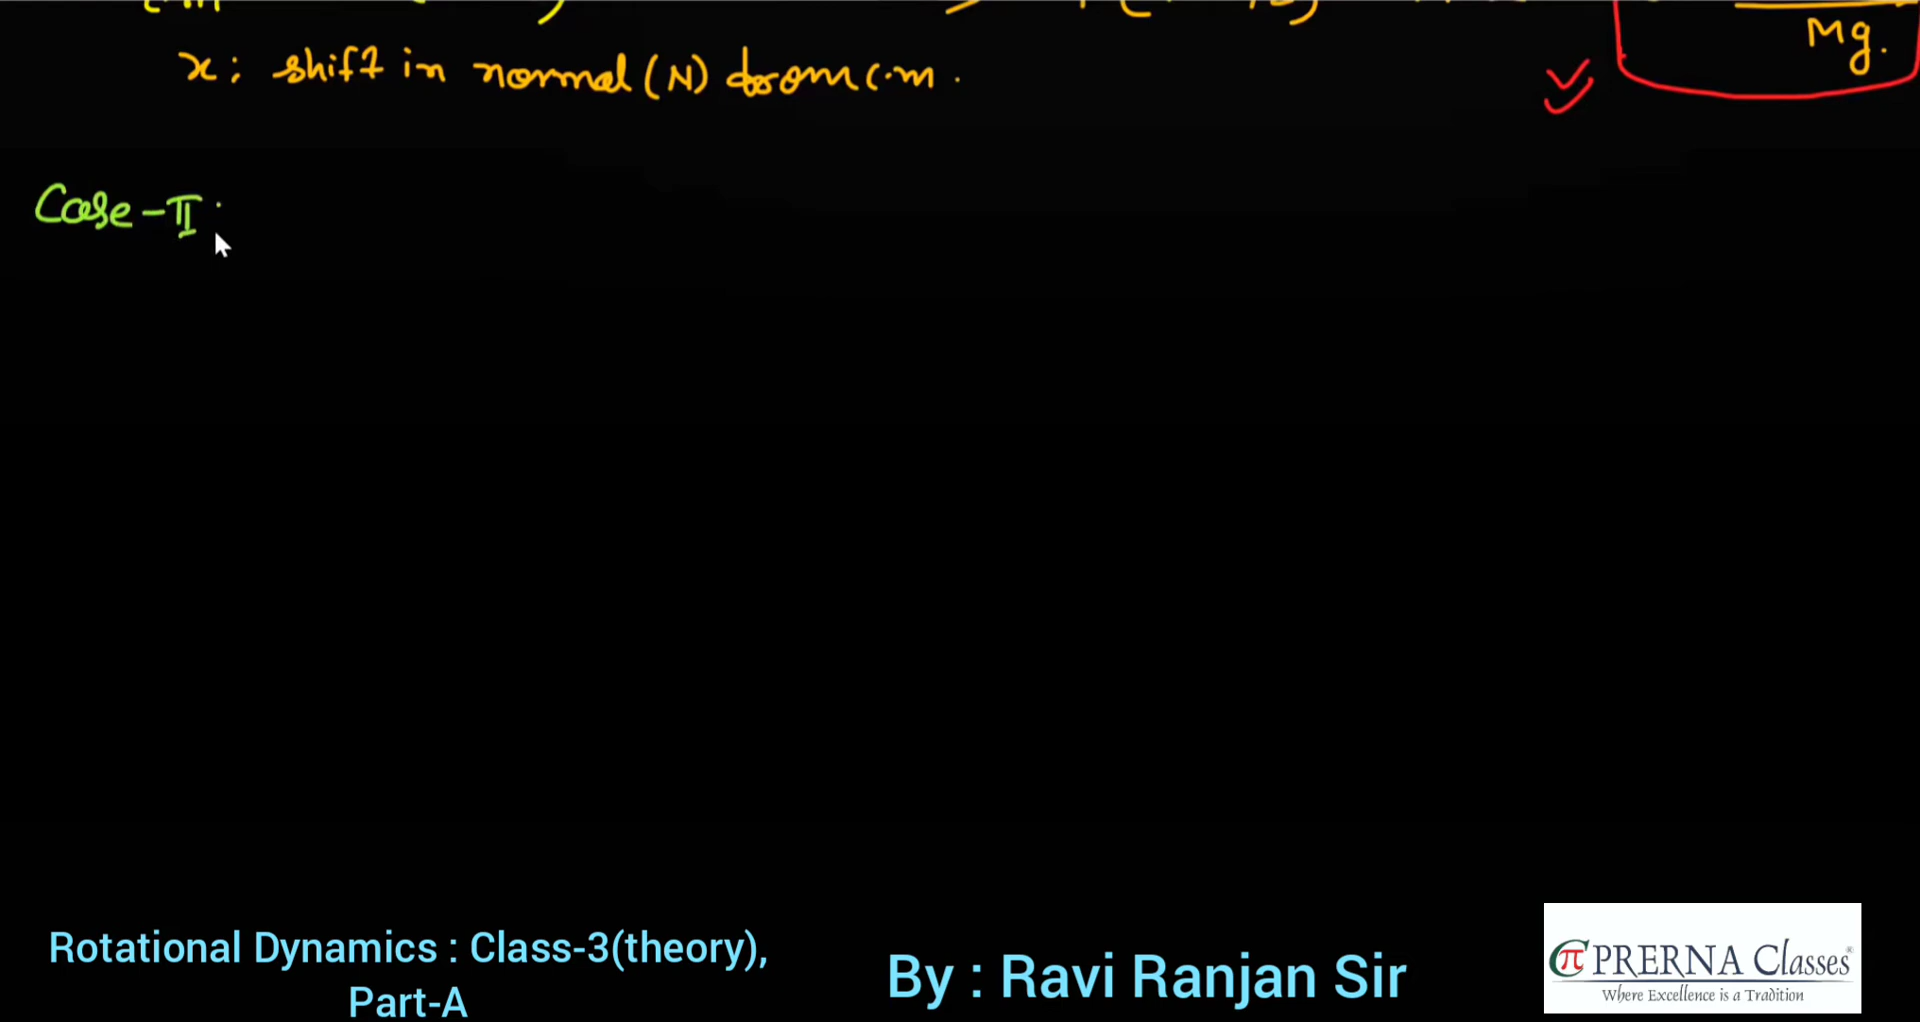 Mg.
x : shift in normal (N) from c.m.
Case-II :
Rotational Dynamics : Class-3(theory),
Part-A
By : Ravi Ranjan Sir
PRERNA Classes®
Where Excellence is a Tradition